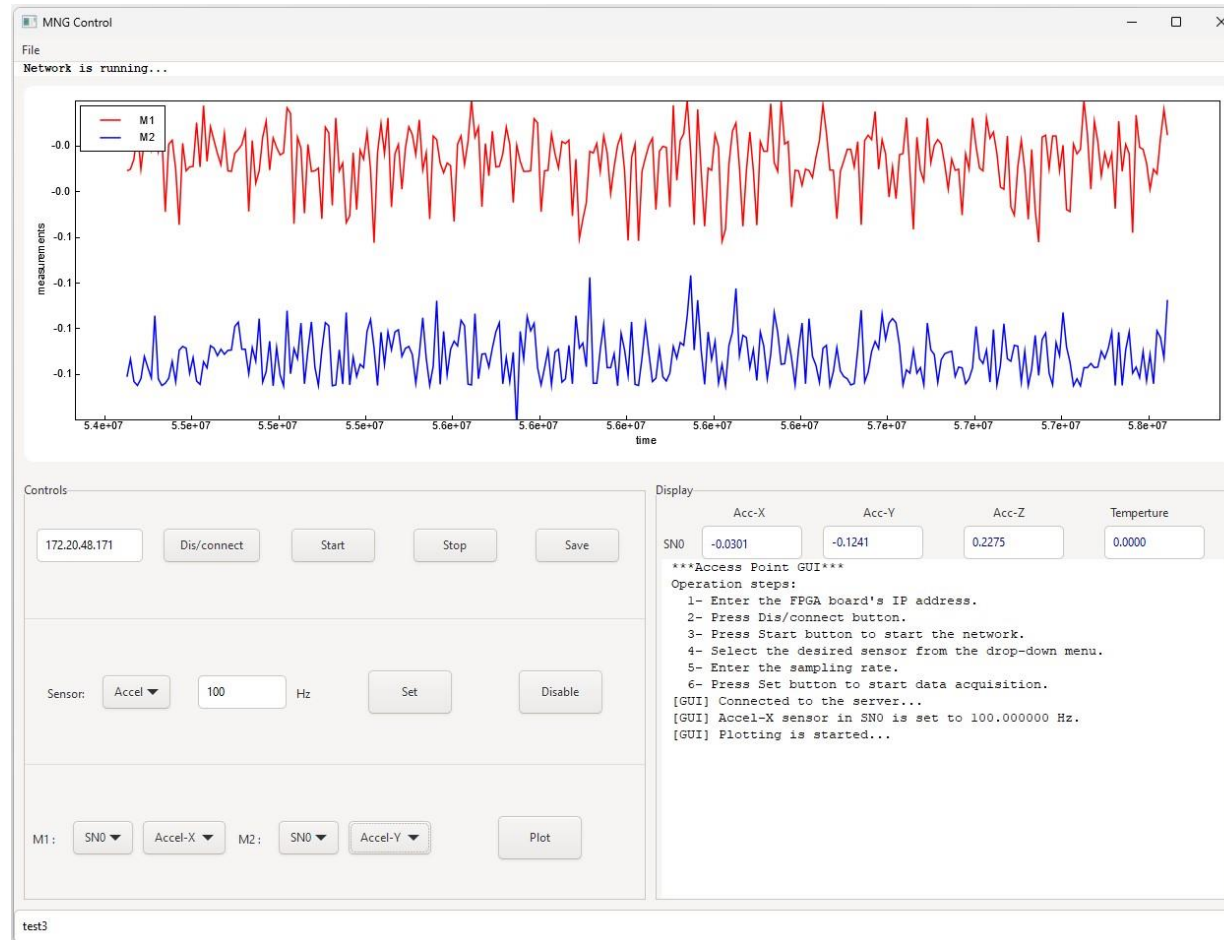 MNG Control
File
Network is running...
M1
M2
-0.0
-0.0
-0.1
-0.1
-0.1
-0.1
measurements
5.4e+07 5.5e+07 5.5e+07 5.5e+07 5.6e+07 5.6e+07 5.6e+07 5.6e+07 5.7e+07 5.7e+07 5.7e+07 5.8e+07
time
Controls
172.20.48.171 Dis/connect Start Stop Save
Sensor: Accel 100 Hz Set Disable
M1: SN0 Accel-X M2: SN0 Accel-Y Plot
Display
Acc-X Acc-Y Acc-Z Temperture
SN0 -0.0301 -0.1241 0.2275 0.0000
***Access Point GUI***
Operation steps:
1- Enter the FPGA board's IP address.
2- Press Dis/connect button.
3- Press Start button to start the network.
4- Select the desired sensor from the drop-down menu.
5- Enter the sampling rate.
6- Press Set button to start data acquisition.
[GUI] Connected to the server...
[GUI] Accel-X sensor in SN0 is set to 100.000000 Hz.
[GUI] Plotting is started...
test3